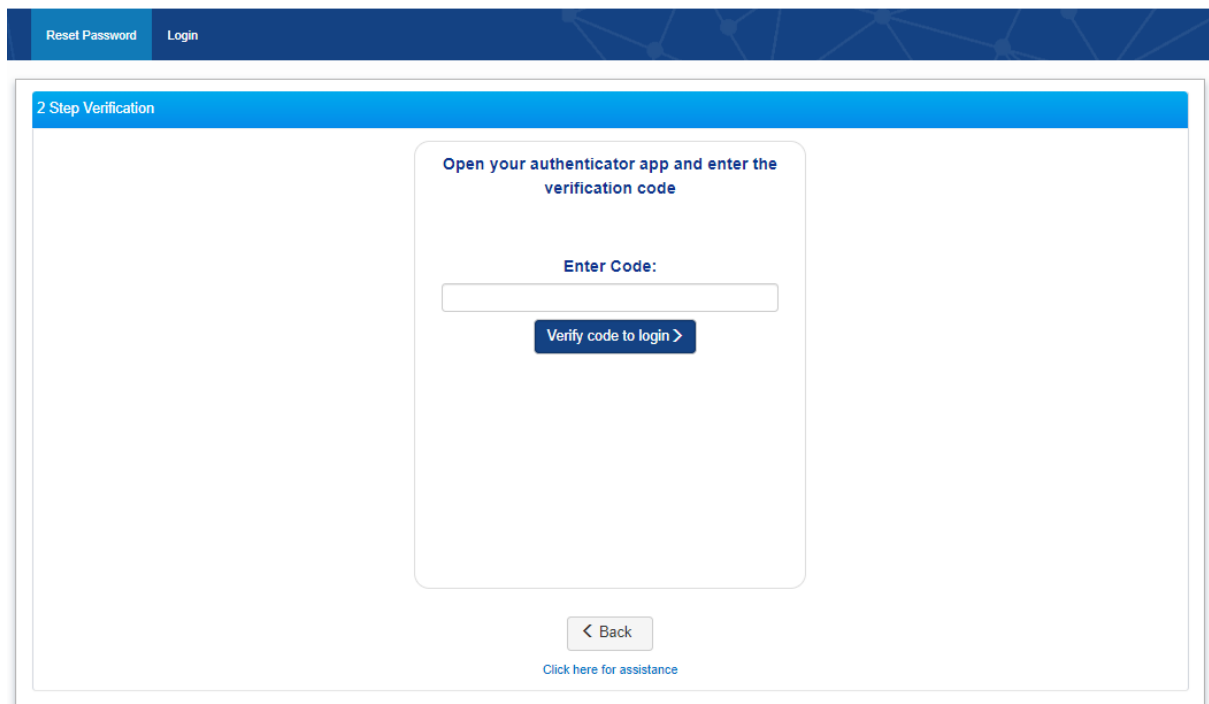 Reset Password Login
2 Step Verification
Open your authenticator app and enter the
verification code
Enter Code:
Verify code to login
Back
Click here for assistance